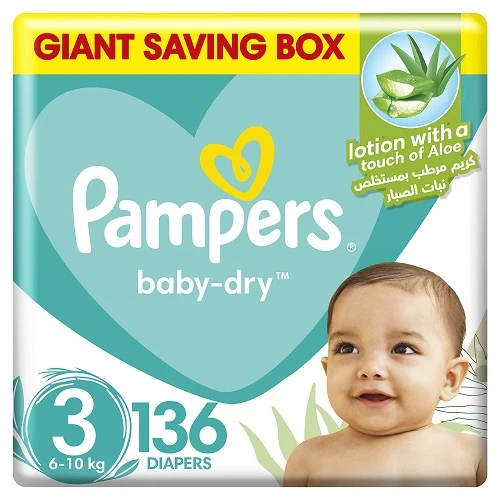 GIANT SAVING BOX
lotion with a
touch of Aloe
كريم مرطب بمستخلص
نبات الصبار
Pampers®
baby-dry™
3
6-10 kg
136
DIAPERS